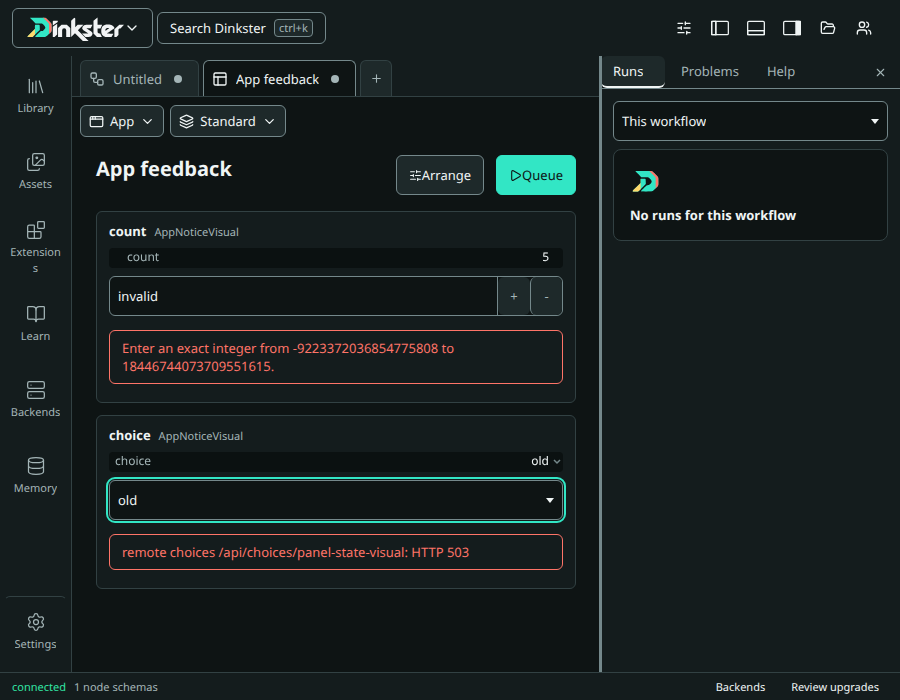 Dinkster
Search Dinkster ctrl+k
Library
Assets
Extension
s
Learn
Backends
Memory
Settings
Untitled
App feedback
+
App
Standard
App feedback
Arrange
Queue
count AppNoticeVisual
count 5
invalid + -
Enter an exact integer from -9223372036854775808 to
18446744073709551615.
choice AppNoticeVisual
choice old
old
remote choices /api/choices/panel-state-visual: HTTP 503
Runs Problems Help
This workflow
No runs for this workflow
connected 1 node schemas
Backends Review upgrades